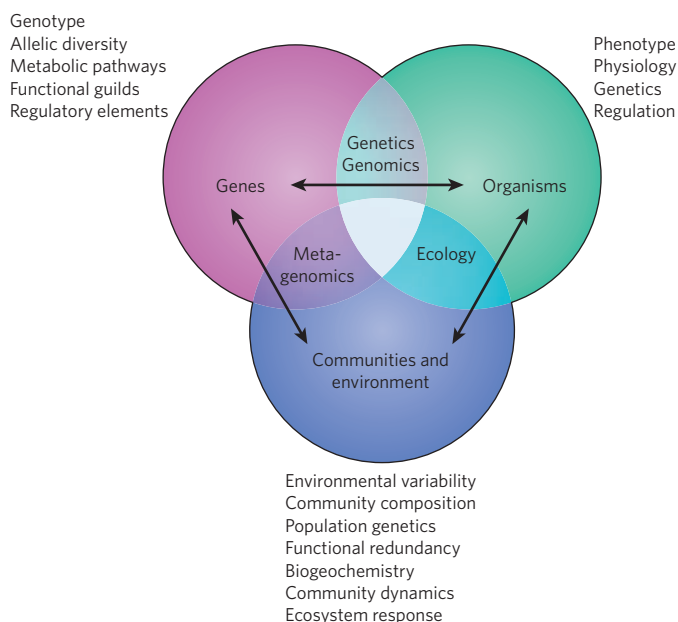 Genotype
Allelic diversity
Metabolic pathways
Functional guilds
Regulatory elements
Phenotype
Physiology
Genetics
Regulation
Genetics
Genomics
Genes
Organisms
Meta-
genomics
Ecology
Communities and
environment
Environmental variability
Community composition
Population genetics
Functional redundancy
Biogeochemistry
Community dynamics
Ecosystem response